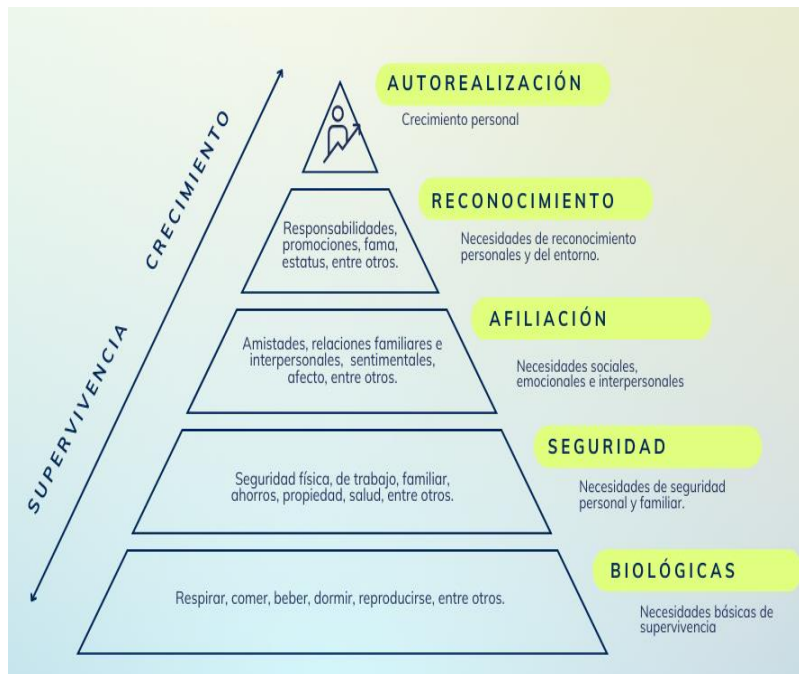 AUTOREALIZACIÓN
Crecimiento personal
CRECIMIENTO
RECONOCIMIENTO
Responsabilidades,
promociones, fama,
estatus, entre otros.
Necesidades de reconocimiento
personales y del entorno.
AFILIACIÓN
Amistades, relaciones familiares e
interpersonales, sentimentales,
afecto, entre otros.
Necesidades sociales,
emocionales e interpersonales
SUPERVIVENCIA
SEGURIDAD
Seguridad física, de trabajo, familiar,
ahorros, propiedad, salud, entre otros.
Necesidades de seguridad
personal y familiar.
BIOLÓGICAS
Respirar, comer, beber, dormir, reproducirse, entre otros.
Necesidades básicas de
supervivencia